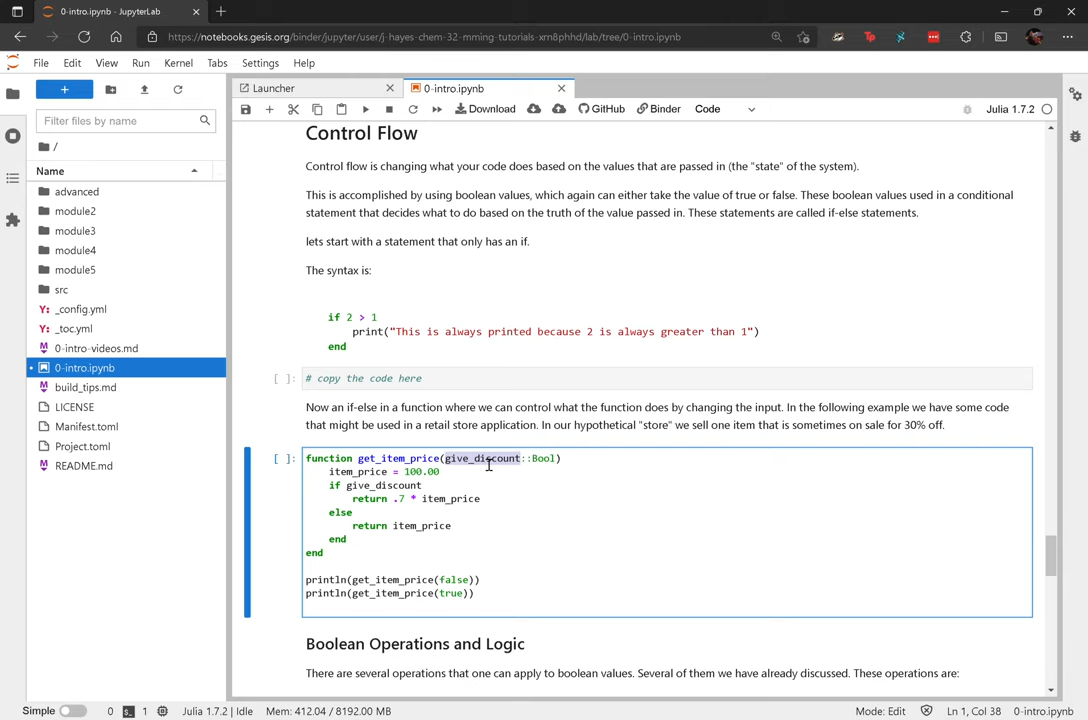 0-intro.ipynb - JupyterLab
https://notebooks.gesis.org/binder/jupyter/user/j-hayes-chem-32-mming-tutorials-xrn8phhd/lab/tree/0-intro.ipynb
File Edit View Run Kernel Tabs Settings Help
Launcher
0-intro.ipynb
Download GitHub Binder Code Julia 1.7.2
Filter files by name
/
Name
advanced
module2
module3
module4
module5
src
Y: _config.yml
Y: _toc.yml
0-intro-videos.md
0-intro.ipynb
build_tips.md
LICENSE
Manifest.toml
Project.toml
README.md
Control Flow
Control flow is changing what your code does based on the values that are passed in (the "state" of the system).
This is accomplished by using boolean values, which again can either take the value of true or false. These boolean values used in a conditional
statement that decides what to do based on the truth of the value passed in. These statements are called if-else statements.
lets start with a statement that only has an if.
The syntax is:
if 2 > 1
print("This is always printed because 2 is always greater than 1")
end
[ ]: # copy the code here
Now an if-else in a function where we can control what the function does by changing the input. In the following example we have some code
that might be used in a retail store application. In our hypothetical "store" we sell one item that is sometimes on sale for 30% off.
[ ]: function get_item_price(give_discount::Bool)
item_price = 100.00
if give_discount
return .7 * item_price
else
return item_price
end
end
println(get_item_price(false))
println(get_item_price(true))
Boolean Operations and Logic
There are several operations that one can apply to boolean values. Several of them we have already discussed. These operations are:
Simple 0 $_ 1 Julia 1.7.2 | Idle Mem: 412.04 / 8192.00 MB Mode: Edit Ln 1, Col 38 0-intro.ipynb